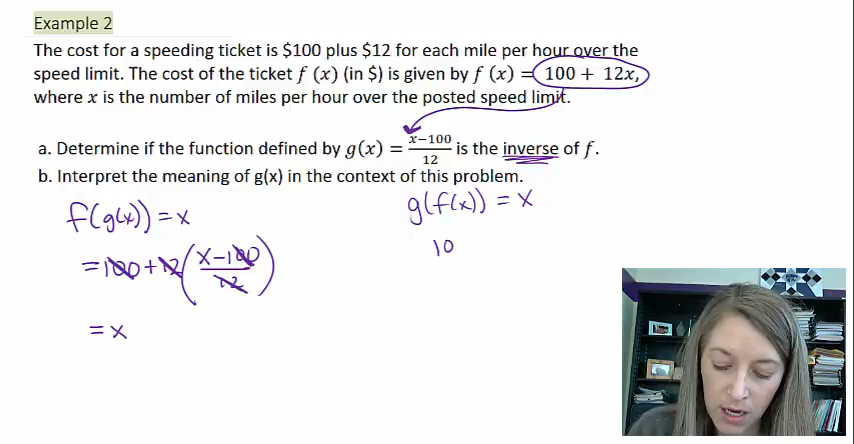 Example 2
The cost for a speeding ticket is $100 plus $12 for each mile per hour over the
speed limit. The cost of the ticket f (x) (in $) is given by f (x) = 100 + 12x,
where x is the number of miles per hour over the posted speed limit.
a. Determine if the function defined by g(x) = \frac{x−100}{12} is the inverse of f.
b. Interpret the meaning of g(x) in the context of this problem.
f(g(x)) = x
= 100 + 12(\frac{x-100}{12})
= x
g(f(x)) = x
10